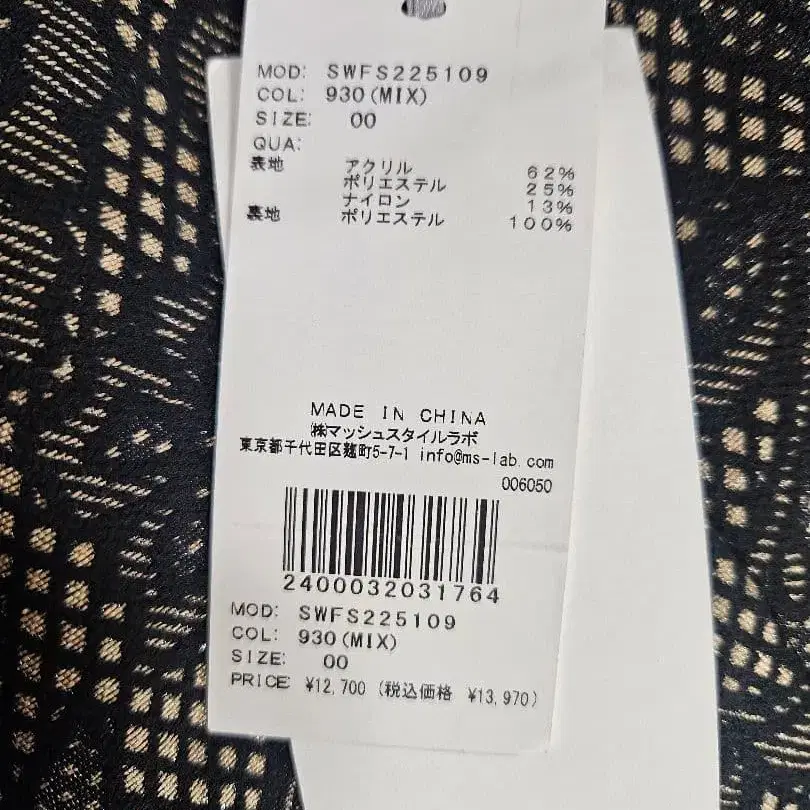 MOD: SWFS225109
COL: 930(MIX)
SIZE: 00
QUA:
表地 アクリル 62%
ポリエステル 25%
ナイロン 13%
裏地 ポリエステル 100%
MADE IN CHINA
㈱マッシュスタイルラボ
東京都千代田区麹町5-7-1 info@ms-lab.com
006050
2400032031764
MOD: SWFS225109
COL: 930(MIX)
SIZE: 00
PRICE: ¥12,700 (税込価格 ¥13,970)